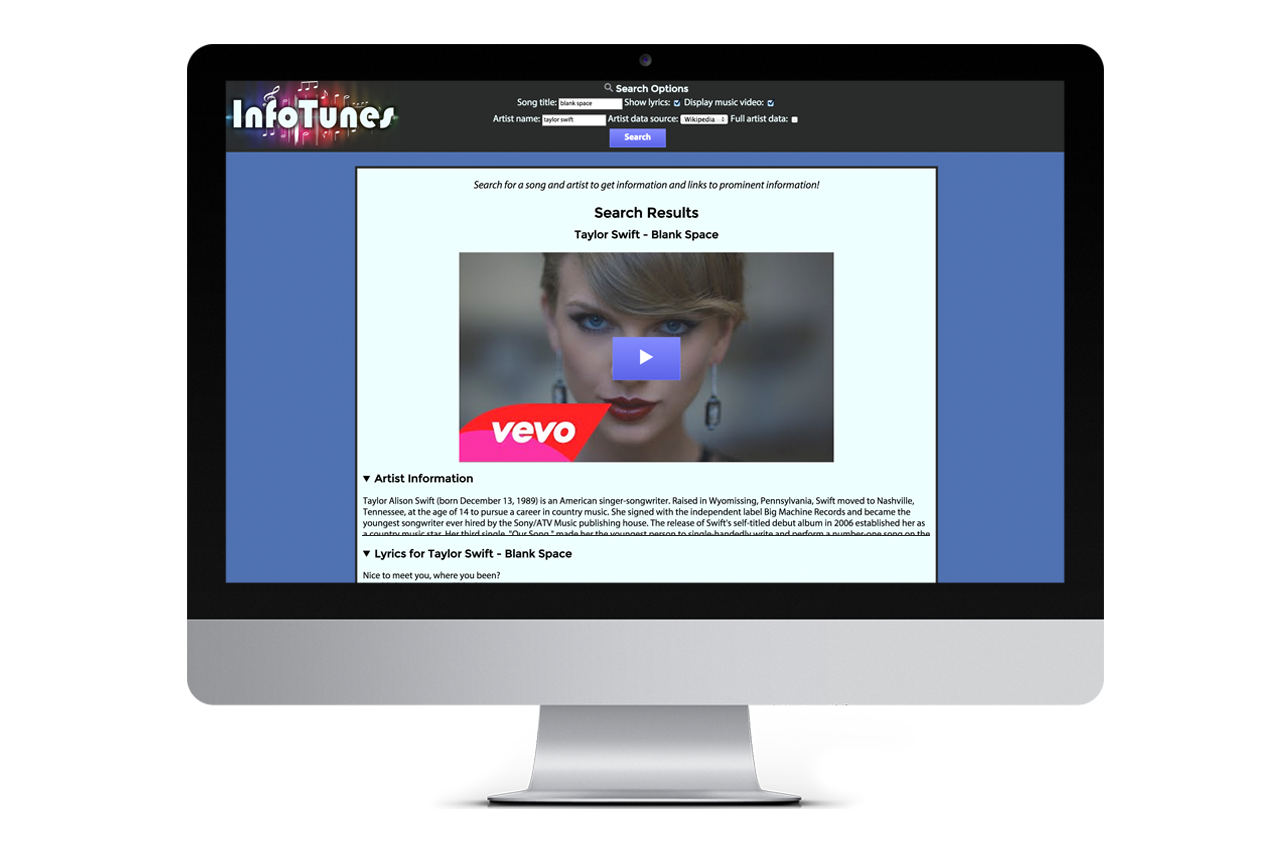 InfoTunes
Search Options
Song title: blank space Show lyrics: Display music video:
Artist name: taylor swift Artist data source: Wikipedia Full artist data:
Search
Search for a song and artist to get information and links to prominent information!
Search Results
Taylor Swift - Blank Space
vevo
Artist Information
Taylor Alison Swift (born December 13, 1989) is an American singer-songwriter. Raised in Wyomissing, Pennsylvania, Swift moved to Nashville,
Tennessee, at the age of 14 to pursue a career in country music. She signed with the independent label Big Machine Records and became the
youngest songwriter ever hired by the Sony/ATV Music publishing house. The release of Swift's self-titled debut album in 2006 established her as
a country music star. Her third single, "Our Song," made her the youngest person to single-handedly write and perform a number-one song on the
Lyrics for Taylor Swift - Blank Space
Nice to meet you, where you been?